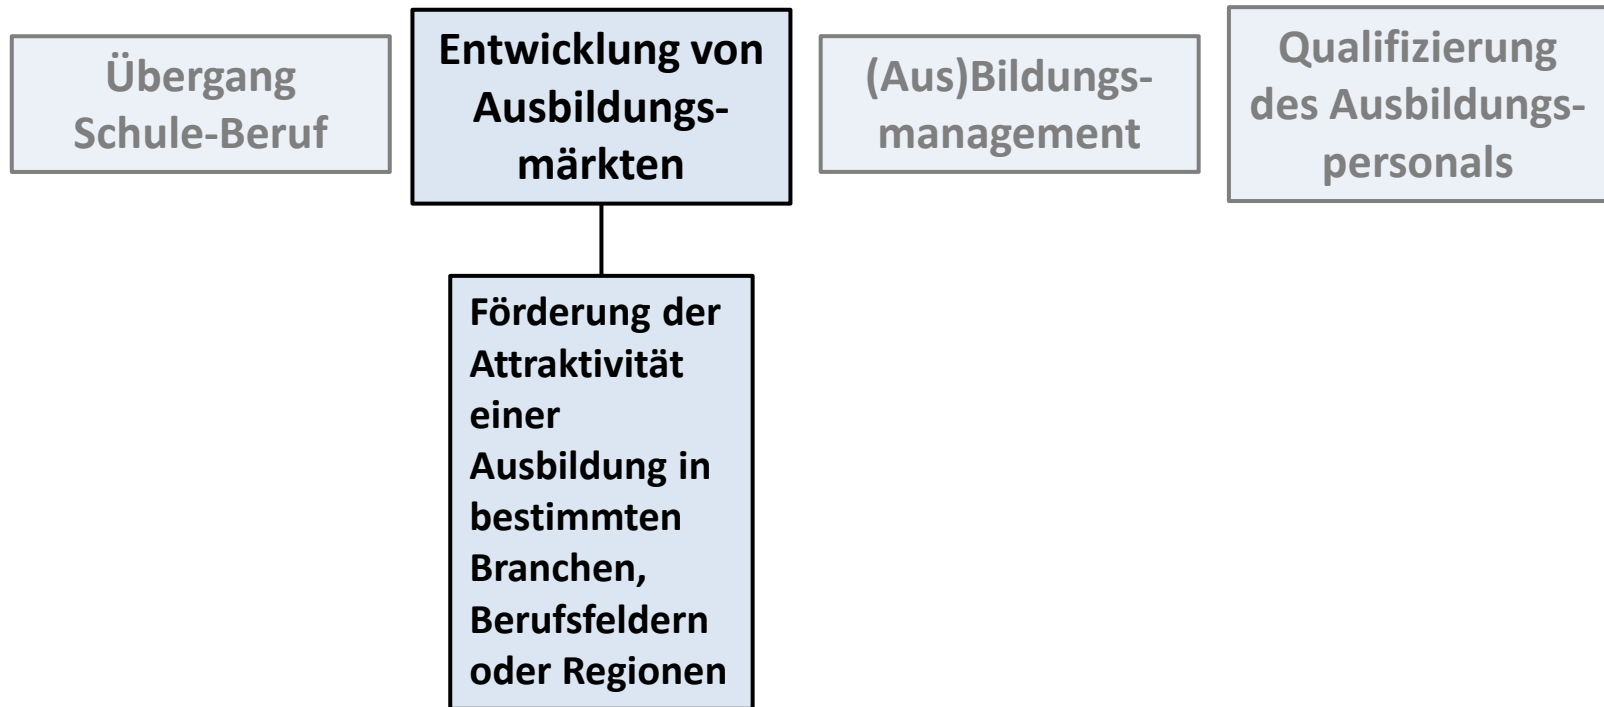 Übergang
Schule-Beruf
Entwicklung von
Ausbildungs-
märkten
(Aus)Bildungs-
management
Qualifizierung
des Ausbildungs-
personals
Förderung der
Attraktivität
einer
Ausbildung in
bestimmten
Branchen,
Berufsfeldern
oder Regionen